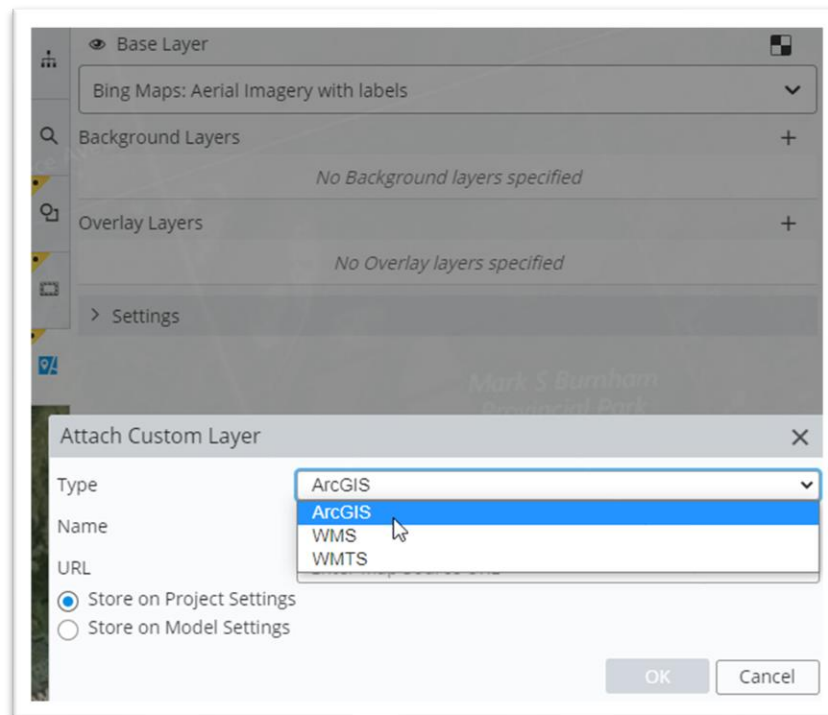 Base Layer
Bing Maps: Aerial Imagery with labels
Background Layers
No Background layers specified
Overlay Layers
No Overlay layers specified
Settings
Mark S Burnham
Provincial Park
Attach Custom Layer
Type
ArcGIS
ArcGIS
Name
WMS
WMTS
URL
Store on Project Settings
Store on Model Settings
OK
Cancel